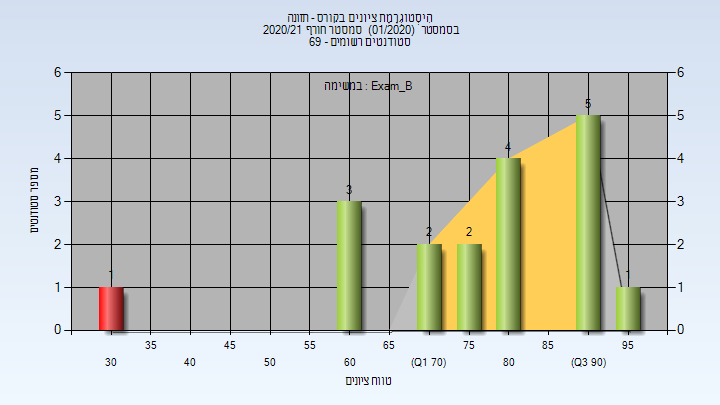 היסטוגרמת ציונים בקורס - תזונה
בסמסטר (01/2020) סמסטר חורף 2020/21
סטודנטים רשומים - 69
במשימה : Exam_B
מספר סטודנטים
6 6
5 5
4 4
3 3
2 2
1 1
0 0
1 3 2 2 4 5 1
35 45 55 65 75 85 95
30 40 50 60 (Q1 70) 80 (Q3 90)
טווח ציונים